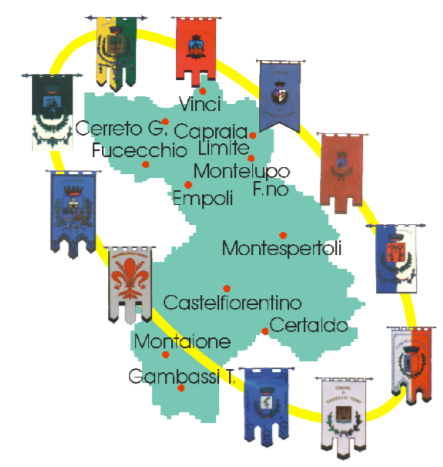 Vinci
Cerreto G.
Capraia
Fucecchio
Limite
Montelupo
F.no
Empoli
Montespertoli
Castelfiorentino
Certaldo
Montaione
Gambassi T.